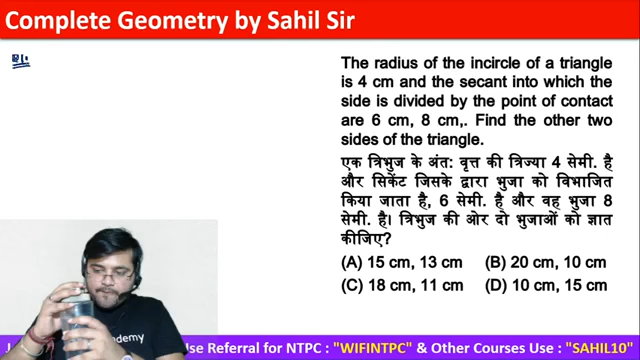 Complete Geometry by Sahil Sir
The radius of the incircle of a triangle
is 4 cm and the secant into which the
side is divided by the point of contact
are 6 cm, 8 cm,. Find the other two
sides of the triangle.
एक त्रिभुज के अंत: वृत्त की त्रिज्या 4 सेमी. है
और सिकेंट जिसके द्वारा भुजा को विभाजित
किया जाता है, 6 सेमी. है और वह भुजा 8
सेमी. है। त्रिभुज की ओर दो भुजाओं को ज्ञात
कीजिए?
(A) 15 cm, 13 cm (B) 20 cm, 10 cm
(C) 18 cm, 11 cm (D) 10 cm, 15 cm
Use Referral for NTPC : "WIFINTPC" & Other Courses Use : "SAHIL10"